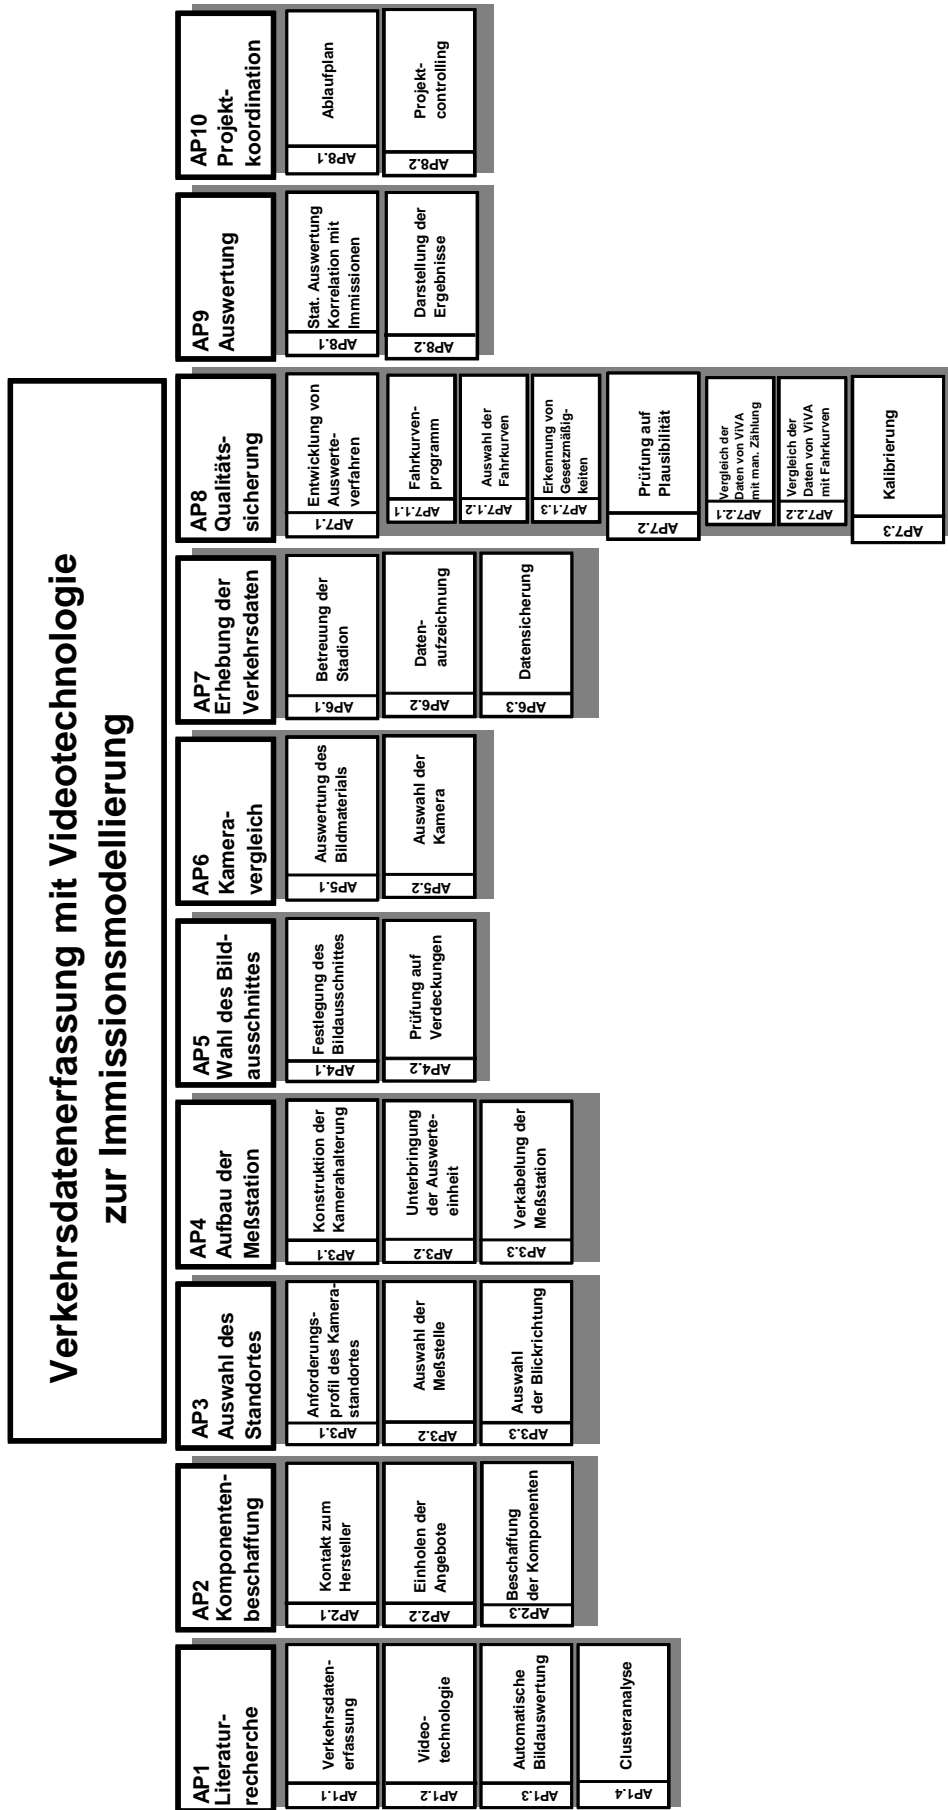 Verkehrsdatenerfassung mit Videotechnologie
zur Immissionsmodellierung
AP1
Literatur-
recherche
AP1.1
Verkehrsdaten-
erfassung
AP1.2
Video-
technologie
AP1.3
Automatische
Bildauswertung
AP1.4
Clusteranalyse
AP2
Komponenten-
beschaffung
AP2.1
Kontakt zum
Hersteller
AP2.2
Einholen der
Angebote
AP2.3
Beschaffung
der Komponenten
AP3
Auswahl des
Standortes
AP3.1
Anforderungs-
profil des Kamera-
standortes
AP3.2
Auswahl der
Meßstelle
AP3.3
Auswahl
der Blickrichtung
AP4
Aufbau der
Meßstation
AP3.1
Konstruktion der
Kamerahalterung
AP3.2
Unterbringung
der Auswerte-
einheit
AP3.3
Verkabelung der
Meßstation
AP5
Wahl des Bild-
ausschnittes
AP4.1
Festlegung des
Bildausschnittes
AP4.2
Prüfung auf
Verdeckungen
AP6
Kamera-
vergleich
AP5.1
Auswertung des
Bildmaterials
AP5.2
Auswahl der
Kamera
AP7
Erhebung der
Verkehrsdaten
AP6.1
Betreuung der
Stadion
AP6.2
Daten-
aufzeichnung
AP6.3
Datensicherung
AP8
Qualitäts-
sicherung
AP7.1
Entwicklung von
Auswerte-
verfahren
AP7.1.1
Fahrkurven-
programm
AP7.1.2
Auswahl der
Fahrkurven
AP7.1.3
Erkennung von
Gesetzmäßig-
keiten
AP7.2
Prüfung auf
Plausibilität
AP7.2.1
Vergleich der
Daten von ViVA
mit man. Zählung
AP7.2.2
Vergleich der
Daten von ViVA
mit Fahrkurven
AP7.3
Kalibrierung
AP9
Auswertung
AP8.1
Stat. Auswertung
Korrelation mit
Immissionen
AP8.2
Darstellung der
Ergebnisse
AP10
Projekt-
koordination
AP8.1
Ablaufplan
AP8.2
Projekt-
controlling